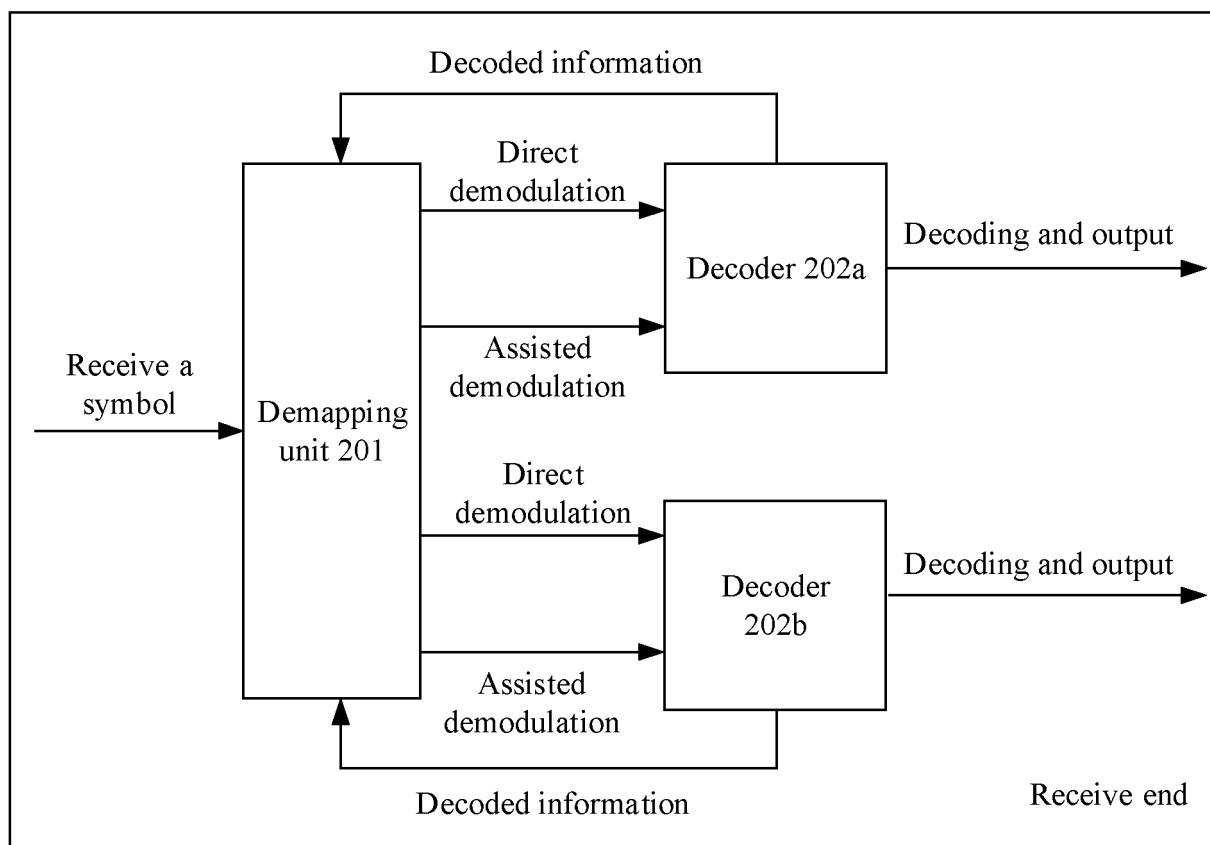 Decoded information
Direct
demodulation
Decoder 202a
Decoding and output
Assisted
demodulation
Receive a
symbol
Demapping
unit 201
Direct
demodulation
Decoder
202b
Decoding and output
Assisted
demodulation
Decoded information
Receive end